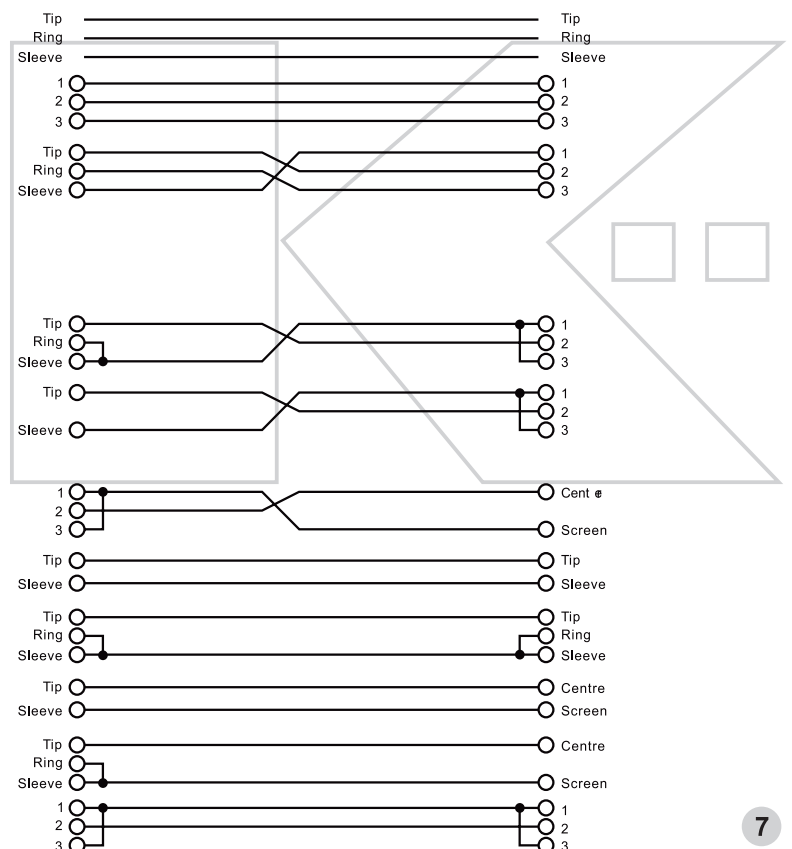 Tip Tip
Ring Ring
Sleeve Sleeve
1 1
2 2
3 3
Tip 1
Ring 2
Sleeve 3
Tip 1
Ring 2
Sleeve 3
Tip 1
2
Sleeve 3
1 Cent
2
3 Screen
Tip Tip
Sleeve Sleeve
Tip Tip
Ring Ring
Sleeve Sleeve
Tip Centre
Sleeve Screen
Tip Centre
Ring
Sleeve Screen
1 1
2 2
3 3
7